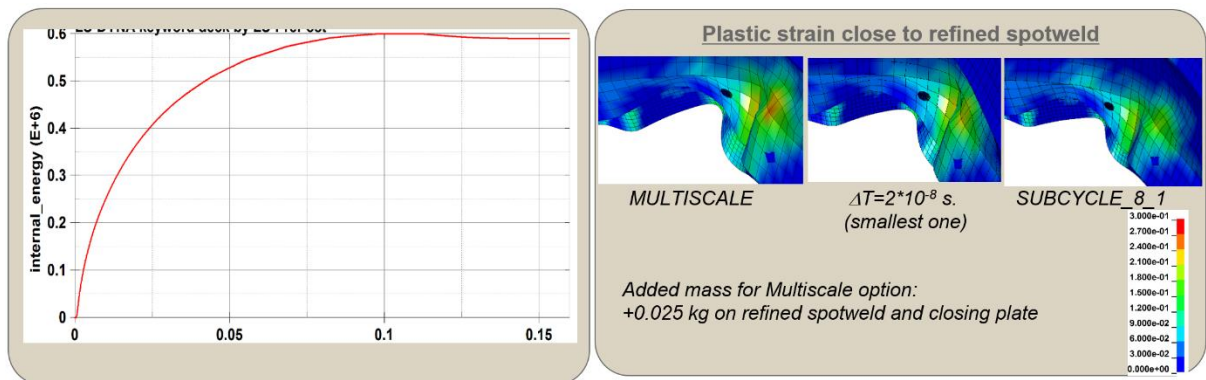 0.6
0.5
0.4
0.3
0.2
0.1
0
internal_energy (E+6)
0
0.05
0.1
0.15
Plastic strain close to refined spotweld
MULTISCALE
ΔT=2*10⁻⁸ s.
(smallest one)
SUBCYCLE_8_1
3.000e-01
2.700e-01
2.400e-01
2.100e-01
1.800e-01
1.500e-01
1.200e-01
9.000e-02
6.000e-02
3.000e-02
0.000e+00
Added mass for Multiscale option:
+0.025 kg on refined spotweld and closing plate